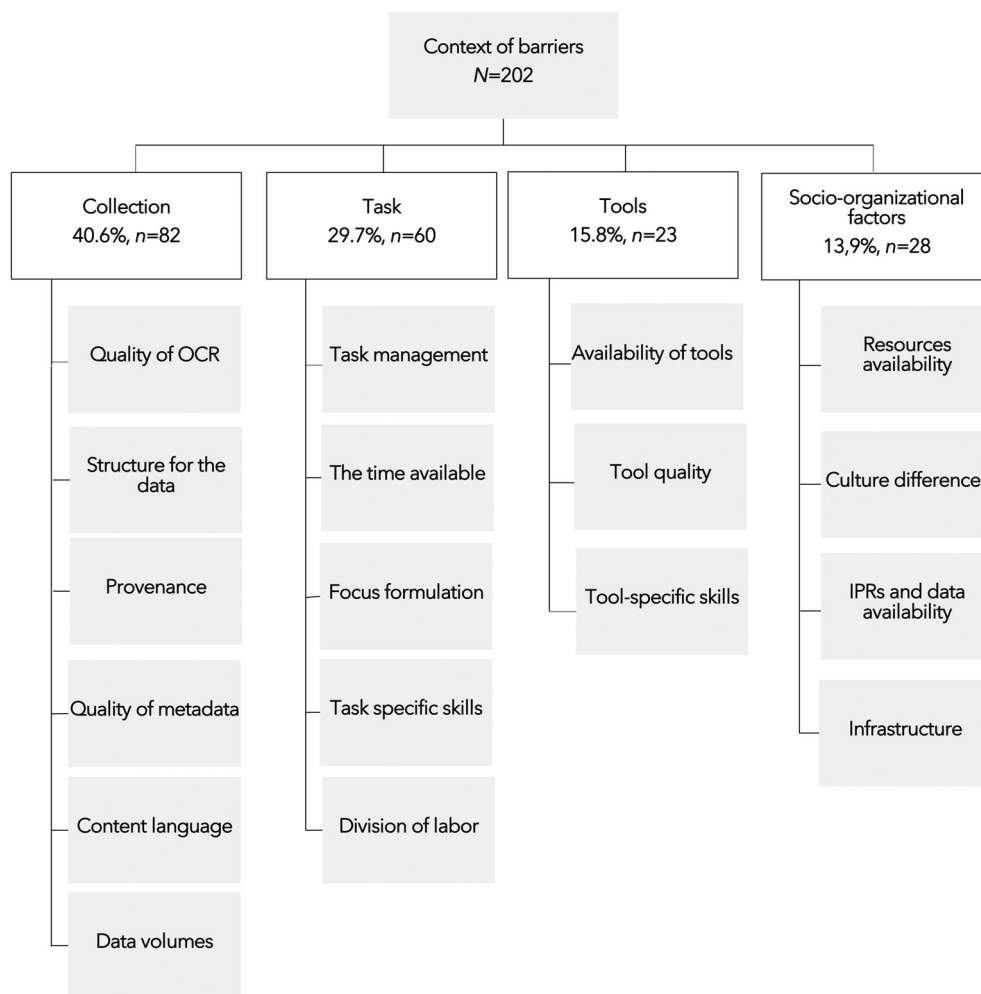 Context of barriers
N=202
Collection
40.6%, n=82
Task
29.7%, n=60
Tools
15.8%, n=23
Socio-organizational
factors
13,9%, n=28
Quality of OCR
Structure for the
data
Provenance
Quality of metadata
Content language
Data volumes
Task management
The time available
Focus formulation
Task specific skills
Division of labor
Availability of tools
Tool quality
Tool-specific skills
Resources
availability
Culture difference
IPRs and data
availability
Infrastructure